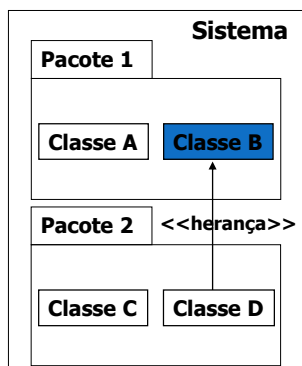 Sistema
Pacote 1
Classe A
Classe B
Pacote 2
<<herança>>
Classe C
Classe D